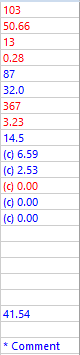 103
50.66
13
0.28
87
32.0
367
3.23
14.5
(c) 6.59
(c) 2.53
(c) 0.00
(c) 0.00
(c) 0.00
41.54
* Comment